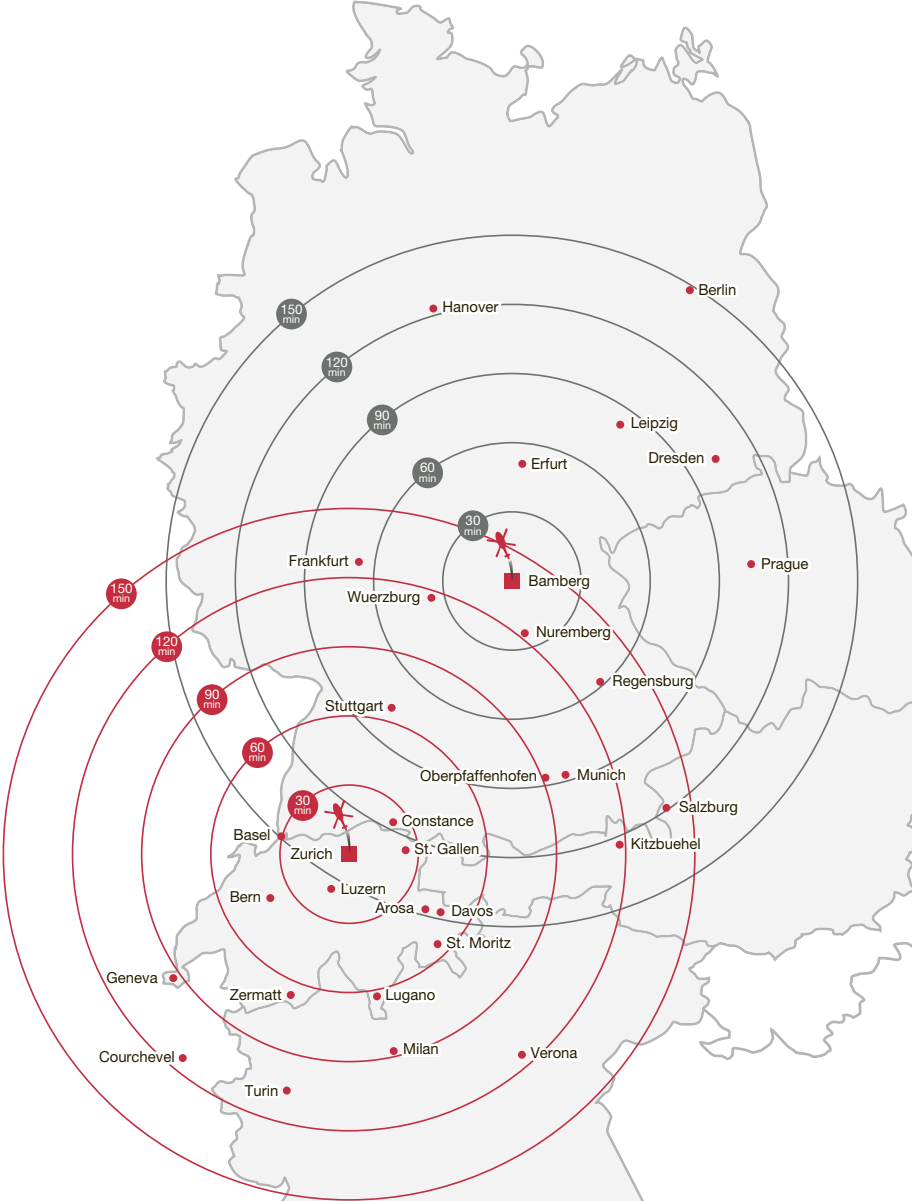 Berlin
Hanover
150
min
120
min
90
min
Leipzig
Dresden
60
min
Erfurt
30
min
Frankfurt
Prague
Bamberg
150
min
Wuerzburg
Nuremberg
120
min
Regensburg
90
min
Stuttgart
60
min
Oberpfaffenhofen
Munich
30
min
Salzburg
Constance
Basel
Kitzbuehel
Zurich
St. Gallen
Luzern
Bern
Arosa
Davos
St. Moritz
Geneva
Zermatt
Lugano
Milan
Verona
Courchevel
Turin